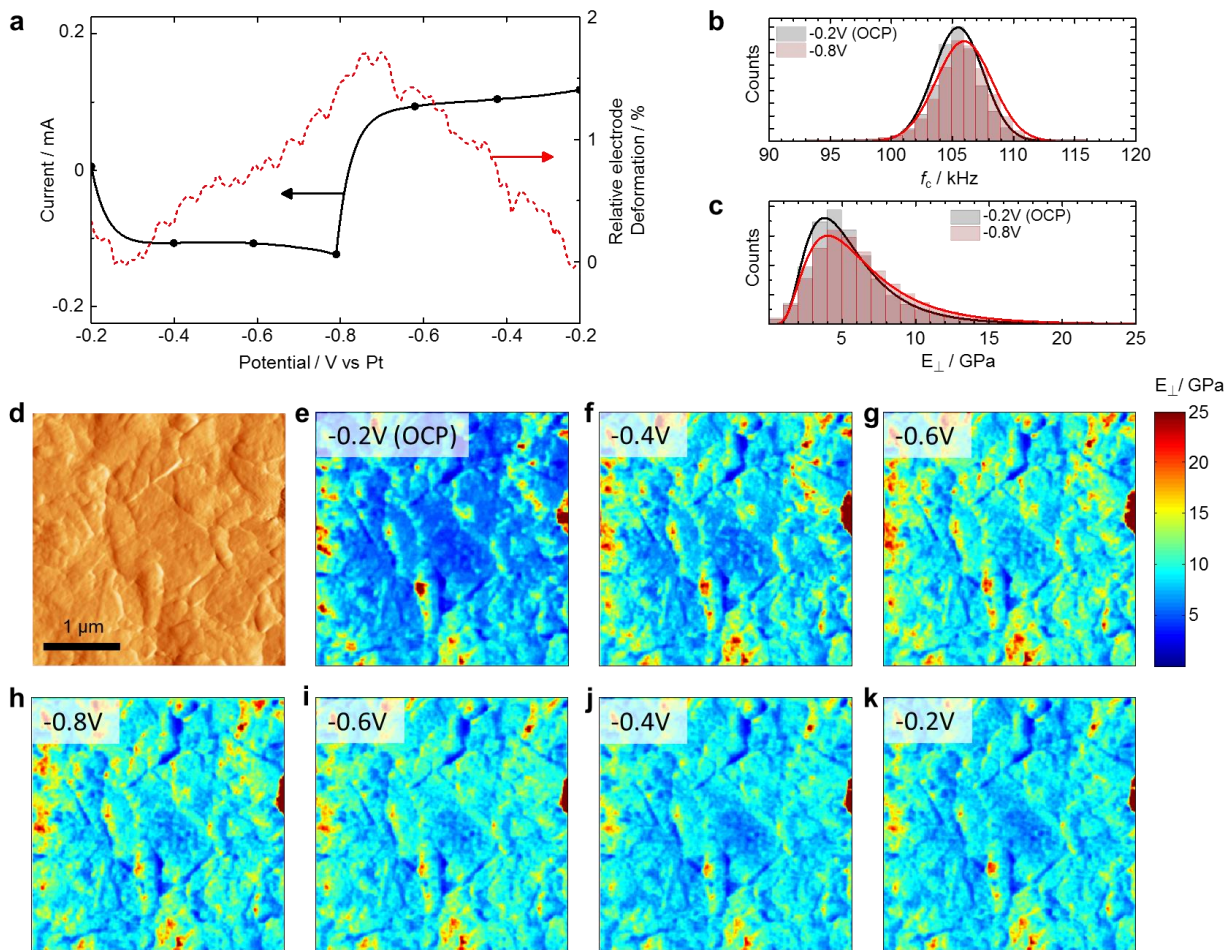 a
0.2
0
-0.2
Current / mA
2
1
0
2
Relative electrode
Deformation / %
-0.2 -0.4 -0.6 -0.8 -0.6 -0.4 -0.2
Potential / V vs Pt
b
-0.2V (OCP)
-0.8V
Counts
90 95 100 105 110 115 120
fc / kHz
c
-0.2V (OCP)
-0.8V
Counts
5 10 15 20 25
E⊥ / GPa
d
1 µm
e
-0.2V (OCP)
f
-0.4V
g
-0.6V
E⊥ / GPa
25
20
15
10
5
h
-0.8V
i
-0.6V
j
-0.4V
k
-0.2V